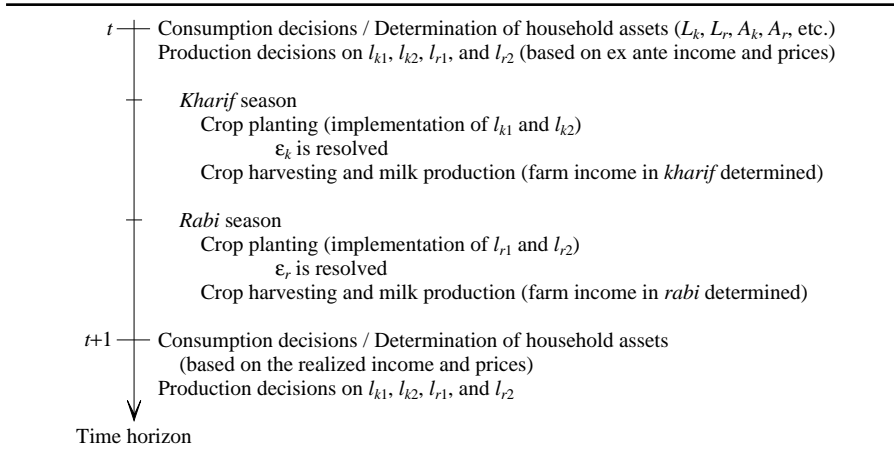 t Consumption decisions / Determination of household assets (Lk, Lr, Ak, Ar, etc.)
Production decisions on lk1, lk2, lr1, and lr2 (based on ex ante income and prices)
Kharif season
Crop planting (implementation of lk1 and lk2)
εk is resolved
Crop harvesting and milk production (farm income in kharif determined)
Rabi season
Crop planting (implementation of lr1 and lr2)
εr is resolved
Crop harvesting and milk production (farm income in rabi determined)
t+1 Consumption decisions / Determination of household assets
(based on the realized income and prices)
Production decisions on lk1, lk2, lr1, and lr2
Time horizon